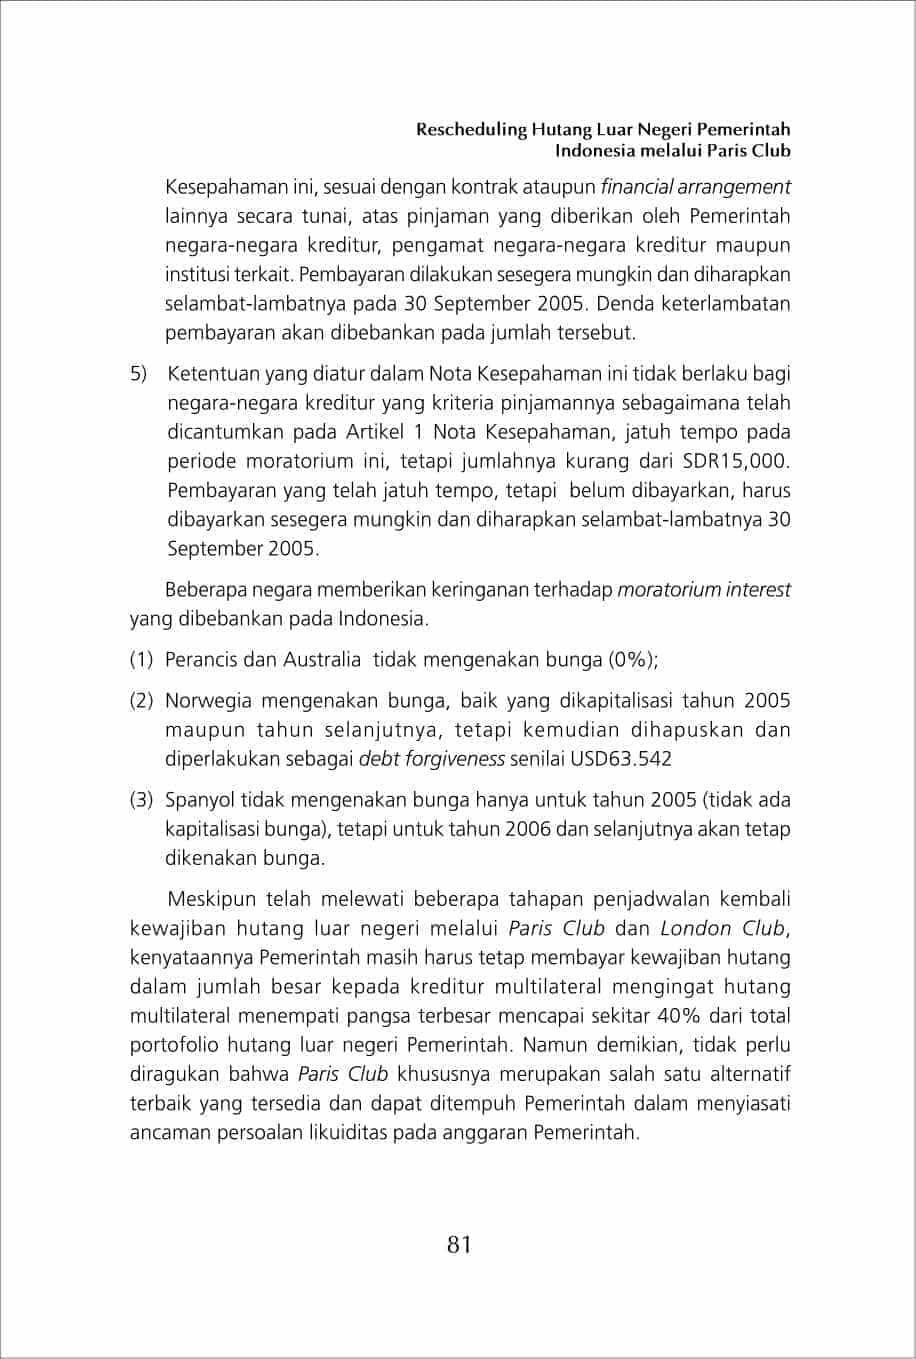 Rescheduling Hutang Luar Negeri Pemerintah
Indonesia melalui Paris Club
Kesepahaman ini, sesuai dengan kontrak ataupun financial arrangement
lainnya secara tunai, atas pinjaman yang diberikan oleh Pemerintah
negara-negara kreditur, pengamat negara-negara kreditur maupun
institusi terkait. Pembayaran dilakukan sesegera mungkin dan diharapkan
selambat-lambatnya pada 30 September 2005. Denda keterlambatan
pembayaran akan dibebankan pada jumlah tersebut.
5) Ketentuan yang diatur dalam Nota Kesepahaman ini tidak berlaku bagi
negara-negara kreditur yang kriteria pinjamannya sebagaimana telah
dicantumkan pada Artikel 1 Nota Kesepahaman, jatuh tempo pada
periode moratorium ini, tetapi jumlahnya kurang dari SDR15,000.
Pembayaran yang telah jatuh tempo, tetapi belum dibayarkan, harus
dibayarkan sesegera mungkin dan diharapkan selambat-lambatnya 30
September 2005.
Beberapa negara memberikan keringanan terhadap moratorium interest
yang dibebankan pada Indonesia.
(1) Perancis dan Australia tidak mengenakan bunga (0%);
(2) Norwegia mengenakan bunga, baik yang dikapitalisasi tahun 2005
maupun tahun selanjutnya, tetapi kemudian dihapuskan dan
diperlakukan sebagai debt forgiveness senilai USD63.542
(3) Spanyol tidak mengenakan bunga hanya untuk tahun 2005 (tidak ada
kapitalisasi bunga), tetapi untuk tahun 2006 dan selanjutnya akan tetap
dikenakan bunga.
Meskipun telah melewati beberapa tahapan penjadwalan kembali
kewajiban hutang luar negeri melalui Paris Club dan London Club,
kenyataannya Pemerintah masih harus tetap membayar kewajiban hutang
dalam jumlah besar kepada kreditur multilateral mengingat hutang
multilateral menempati pangsa terbesar mencapai sekitar 40% dari total
portofolio hutang luar negeri Pemerintah. Namun demikian, tidak perlu
diragukan bahwa Paris Club khususnya merupakan salah satu alternatif
terbaik yang tersedia dan dapat ditempuh Pemerintah dalam menyiasati
ancaman persoalan likuiditas pada anggaran Pemerintah.
81